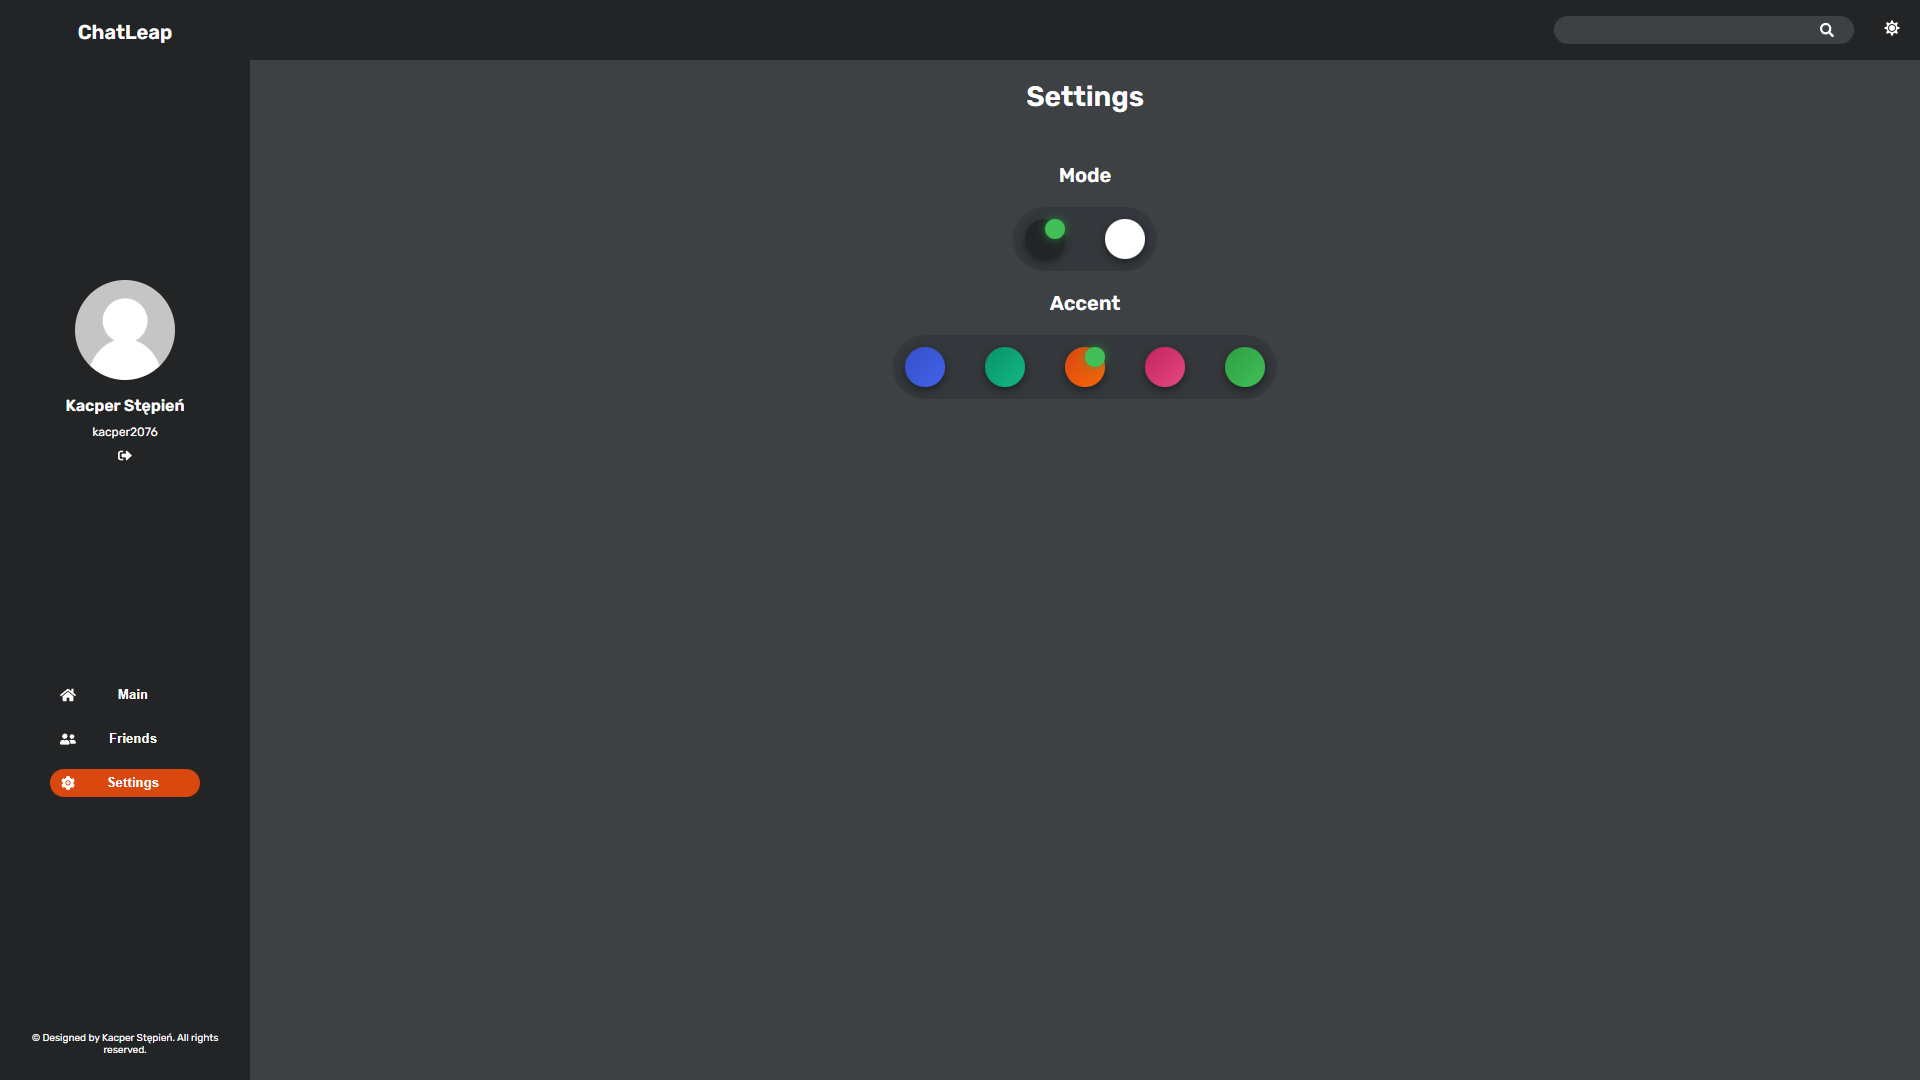 ChatLeap
Settings
Mode
Accent
Kacper Stępień
kacper2076
Main
Friends
Settings
© Designed by Kacper Stępień. All rights
reserved.